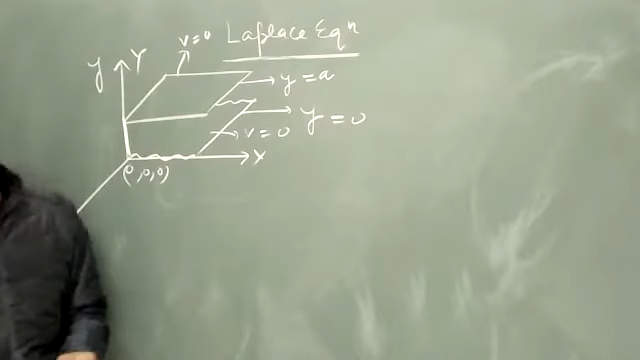 Laplace Eqⁿ
v=0
y Y
y=a
y=0
v=0
X
(0,0,0)